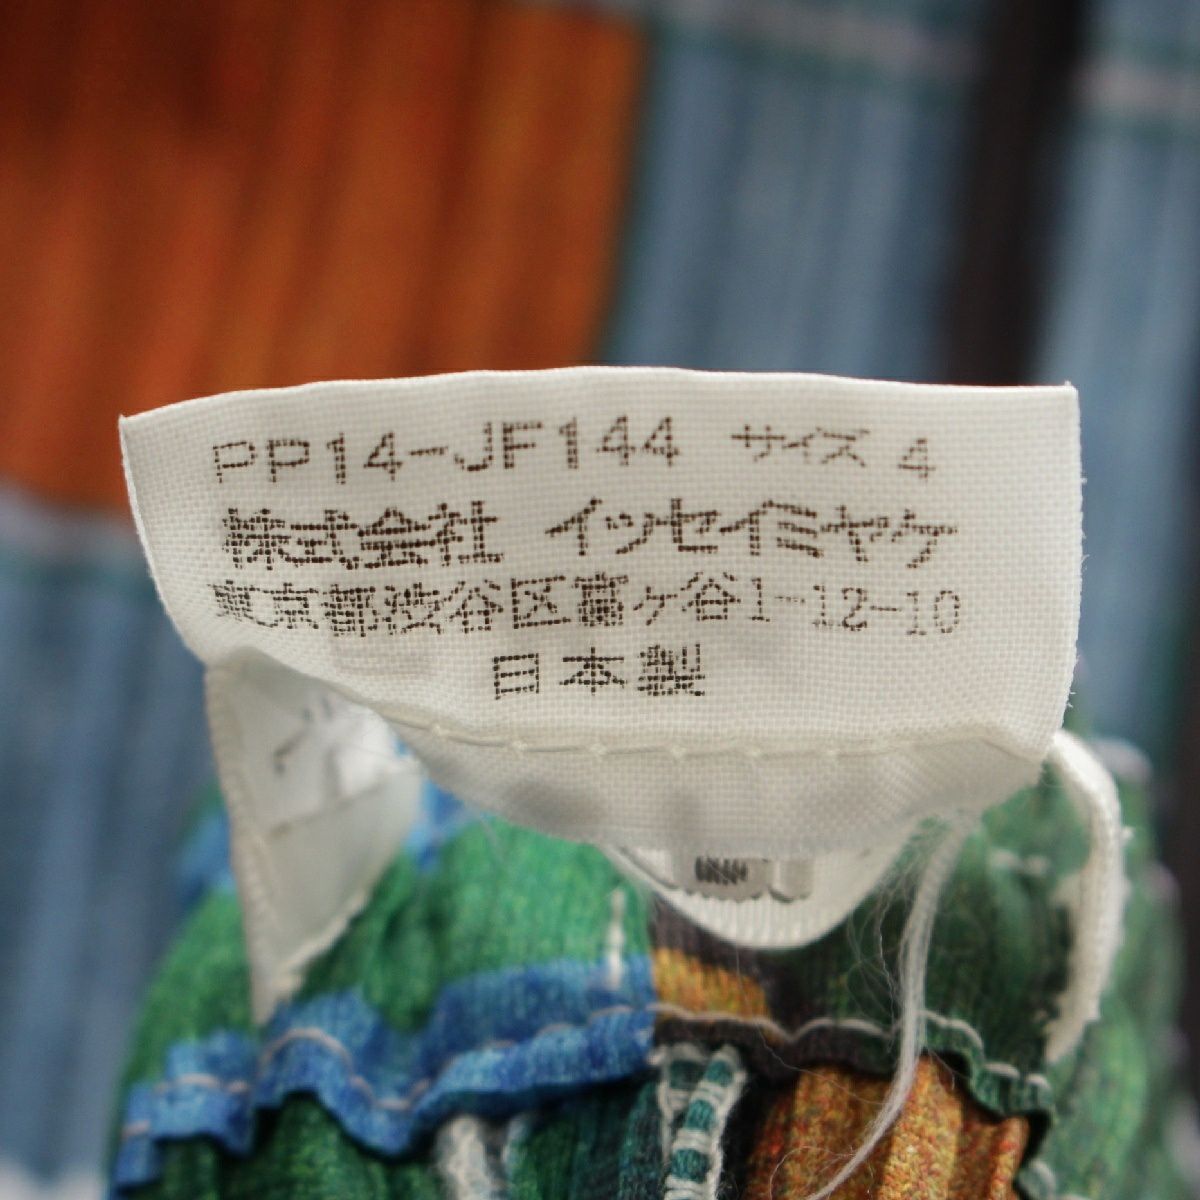 PP14-JF144 サイズ 4
株式会社 イッセイミヤケ
東京都渋谷区富ヶ谷1-12-10
日本製